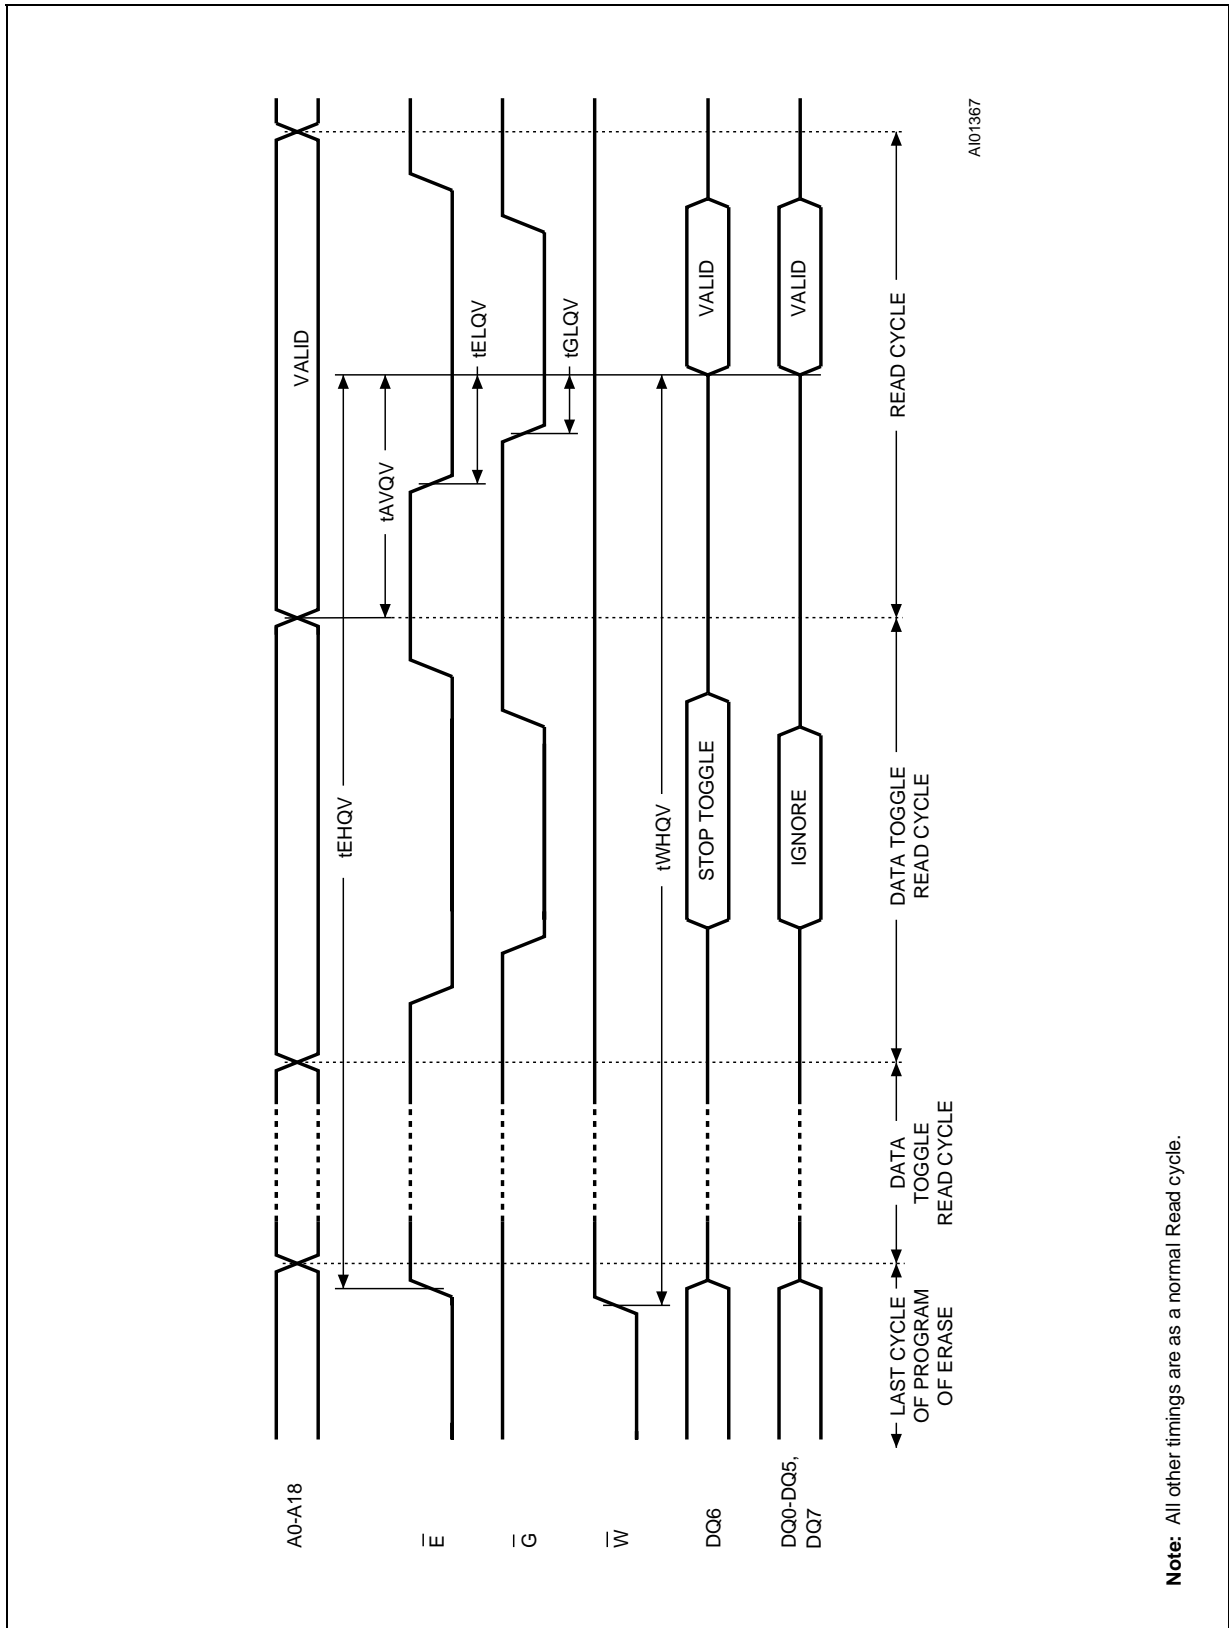 A0-A18
VALID
tEHQV
tAVQV
E
tELQV
G
tGLQV
W
tWHQV
DQ6
STOP TOGGLE
VALID
DQ0-DQ5,
DQ7
IGNORE
VALID
LAST CYCLE
OF PROGRAM
OF ERASE
DATA
TOGGLE
READ CYCLE
DATA TOGGLE
READ CYCLE
READ CYCLE
AI01367
Note: All other timings are as a normal Read cycle.